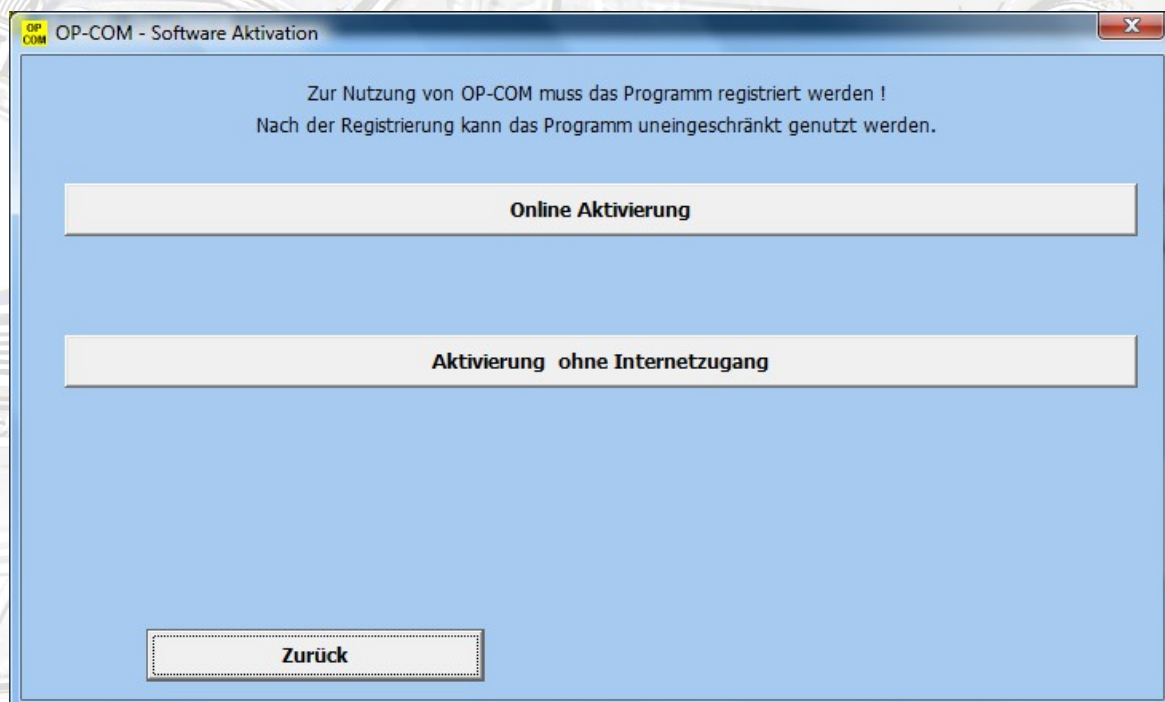 OP COM OP-COM - Software Aktivation X
Zur Nutzung von OP-COM muss das Programm registriert werden !
Nach der Registrierung kann das Programm uneingeschränkt genutzt werden.
Online Aktivierung
Aktivierung ohne Internetzugang
Zurück